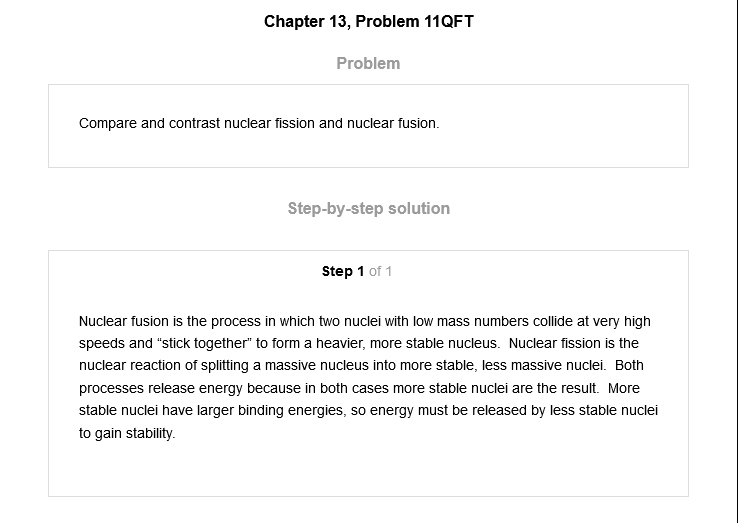 Chapter 13, Problem 11QFT
Problem
Compare and contrast nuclear fission and nuclear fusion.
Step-by-step solution
Step 1 of 1
Nuclear fusion is the process in which two nuclei with low mass numbers collide at very high
speeds and “stick together” to form a heavier, more stable nucleus.  Nuclear fission is the
nuclear reaction of splitting a massive nucleus into more stable, less massive nuclei.  Both
processes release energy because in both cases more stable nuclei are the result.  More
stable nuclei have larger binding energies, so energy must be released by less stable nuclei
to gain stability.